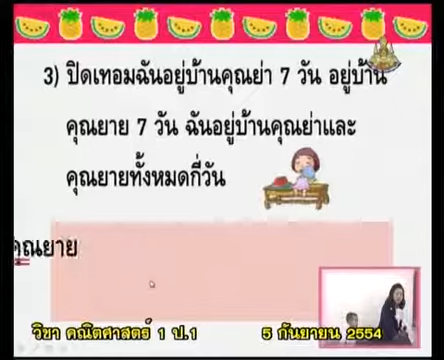 3) ปิดเทอมฉันอยู่บ้านคุณย่า 7 วัน อยู่บ้าน
คุณยาย 7 วัน ฉันอยู่บ้านคุณย่าและ
คุณยายทั้งหมดกี่วัน
คุณยาย
วิชา คณิตศาสตร์ 1 ป.1
5 กันยายน 2554